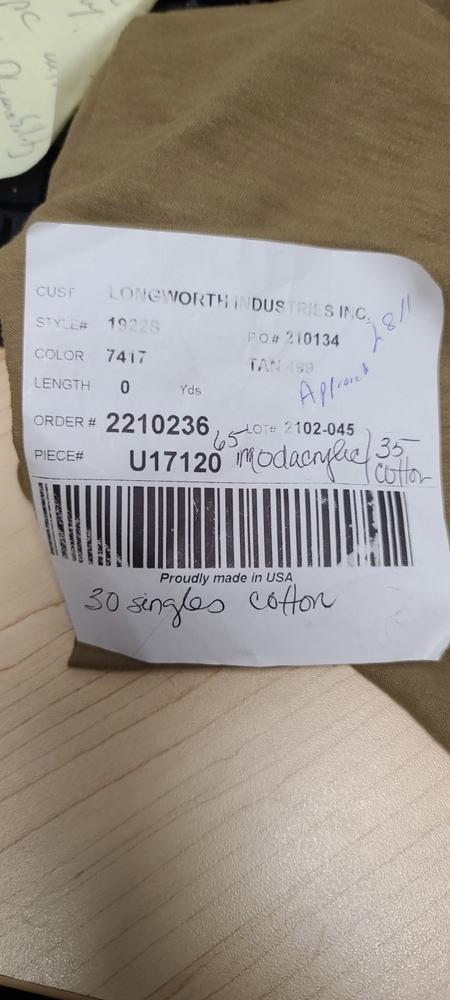 CUST LONGWORTH INDUSTRIES INC.
STYLE# 1922S P.O# 210134
COLOR 7417 TAN 499
LENGTH 0 Yds
ORDER # 2210236 LOT# 2102-045
PIECE# U17120 65 modacrylic/35 cotton
Proudly made in USA
30 singles cotton